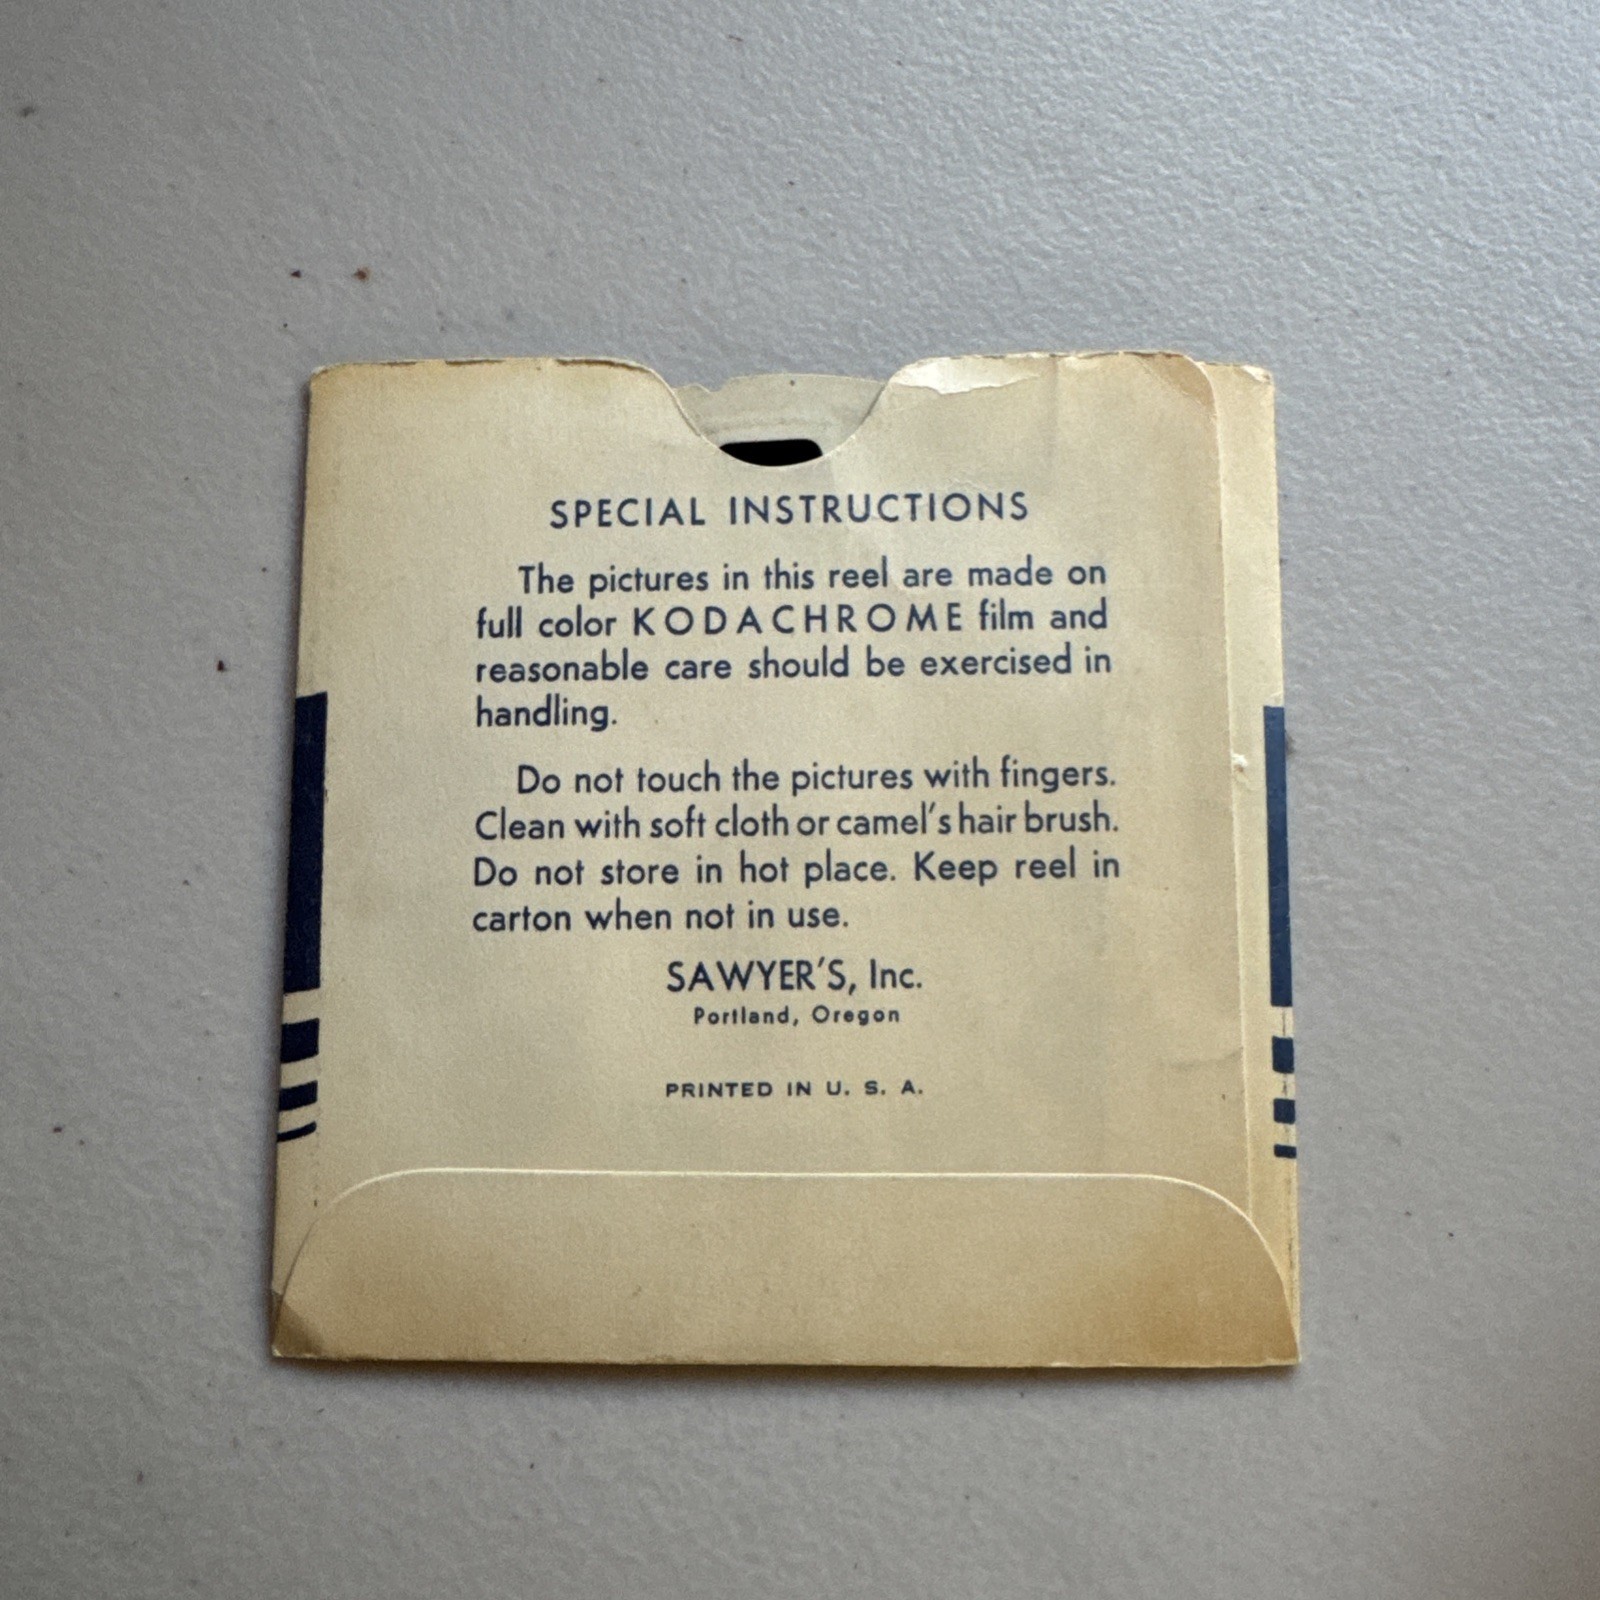 SPECIAL INSTRUCTIONS
The pictures in this reel are made on
full color KODACHROME film and
reasonable care should be exercised in
handling.
Do not touch the pictures with fingers.
Clean with soft cloth or camel's hair brush.
Do not store in hot place. Keep reel in
carton when not in use.
SAWYER'S, Inc.
Portland, Oregon
PRINTED IN U. S. A.